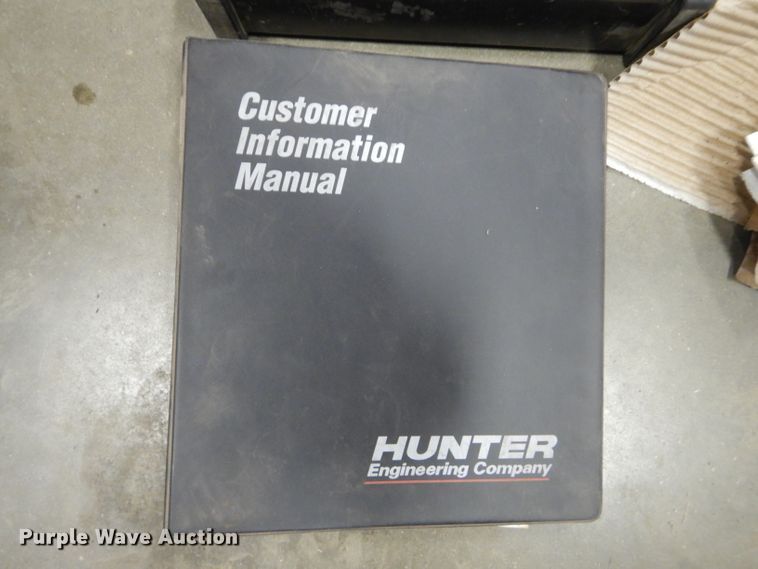 Customer
Information
Manual
HUNTER
Engineering Company
Purple Wave Auction